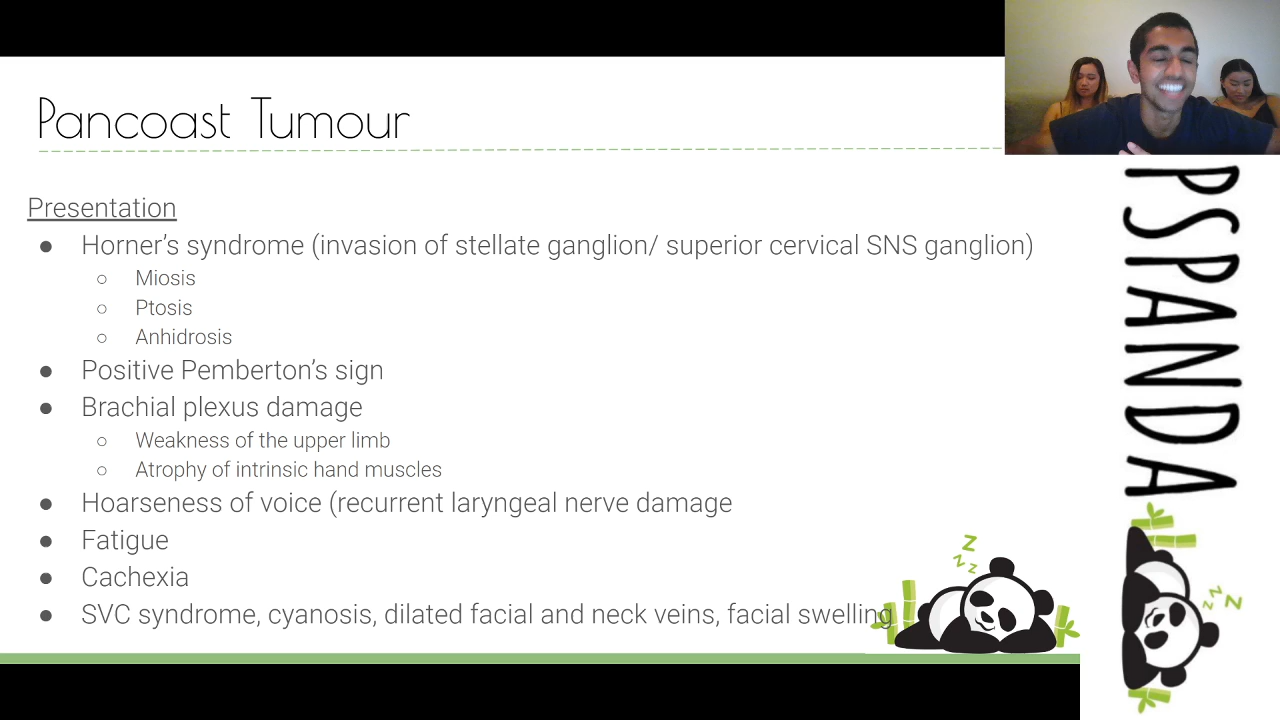 Pancoast Tumour
Presentation
● Horner's syndrome (invasion of stellate ganglion/ superior cervical SNS ganglion)
○ Miosis
○ Ptosis
○ Anhidrosis
● Positive Pemberton's sign
● Brachial plexus damage
○ Weakness of the upper limb
○ Atrophy of intrinsic hand muscles
● Hoarseness of voice (recurrent laryngeal nerve damage
● Fatigue
● Cachexia
● SVC syndrome, cyanosis, dilated facial and neck veins, facial swelling
z z z
PSPANDA
z z z